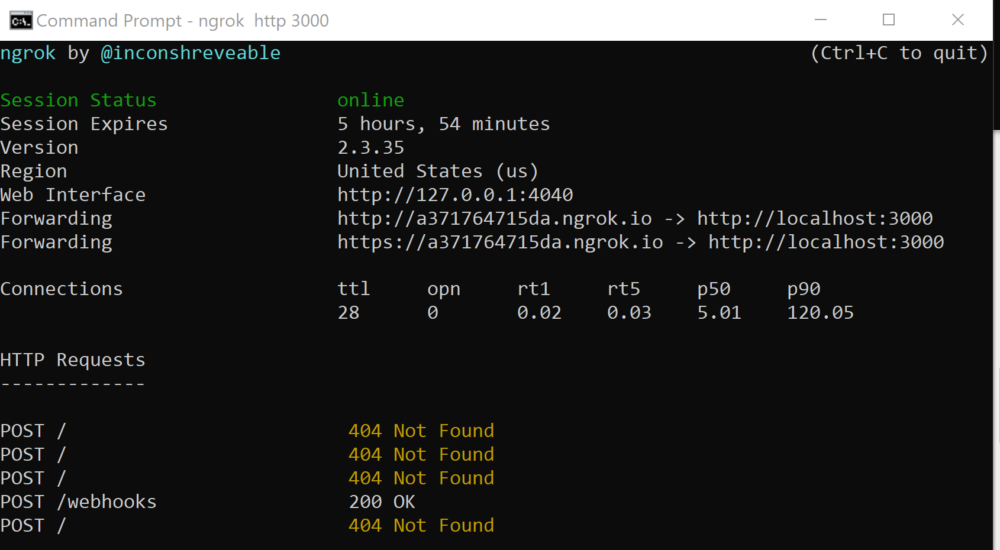 Command Prompt - ngrok  http 3000
ngrok by @inconshreveable (Ctrl+C to quit)
Session Status online
Session Expires 5 hours, 54 minutes
Version 2.3.35
Region United States (us)
Web Interface http://127.0.0.1:4040
Forwarding http://a371764715da.ngrok.io -> http://localhost:3000
Forwarding https://a371764715da.ngrok.io -> http://localhost:3000
Connections ttl opn rt1 rt5 p50 p90
28 0 0.02 0.03 5.01 120.05
HTTP Requests
-------------
POST / 404 Not Found
POST / 404 Not Found
POST / 404 Not Found
POST /webhooks 200 OK
POST / 404 Not Found